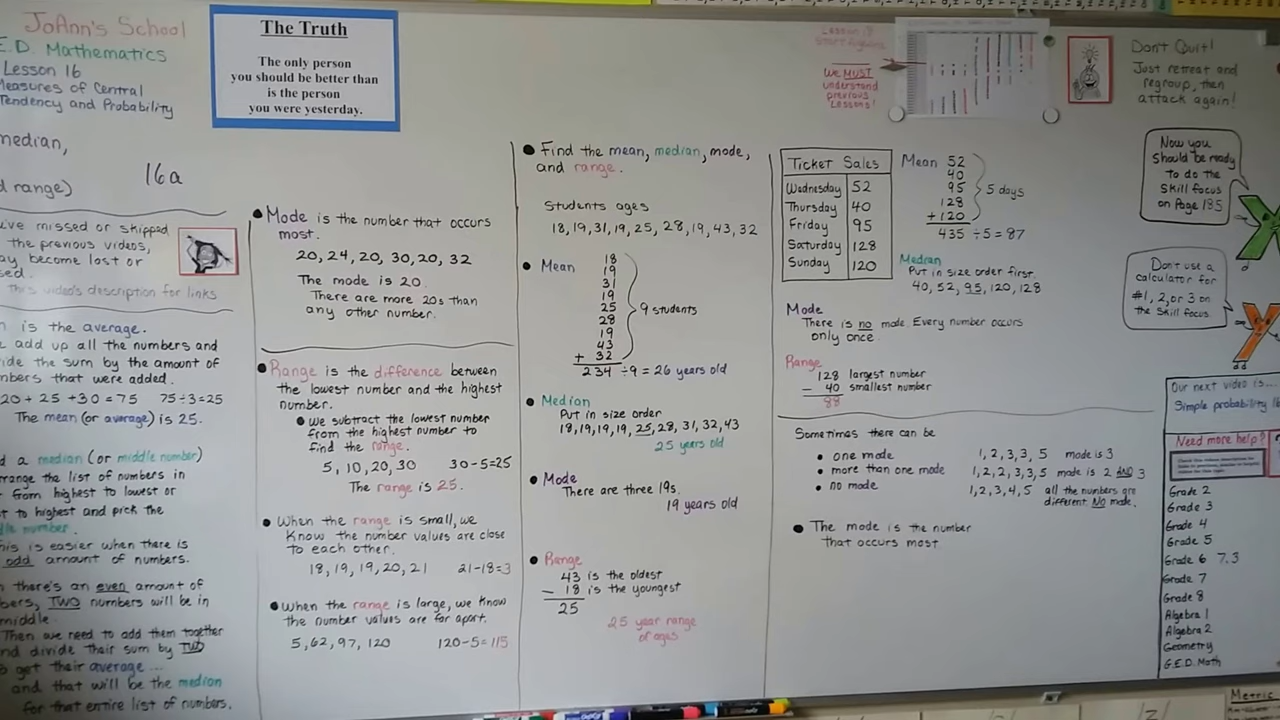 JoAnn's School
E.D. Mathematics
Lesson 16
Measures of Central
Tendency and Probability
median,
16a
d range)
ive missed or skipped
the previous videos,
ay become lost or
sed.
This video's description for links
n is the average.
add up all the numbers and
ide the sum by the amount of
mbers that were added.
20 + 25 + 30 = 75 75÷3=25
The mean (or average) is 25.
d a median (or middle number)
range the list of numbers in
from highest to lowest or
st to highest and pick the
dle number.
his is easier when there is
odd amount of numbers.
n there's an even amount of
bers, TWO numbers will be in
middle.
Then we need to add them together
nd divide their sum by TWO
o get their average...
and that will be the median
for that entire list of numbers.
The Truth
The only person
you should be better than
is the person
you were yesterday.
• Mode is the number that occurs
most.
20, 24, 20, 30, 20, 32
The mode is 20.
There are more 20s than
any other number.
• Range is the difference between
the lowest number and the highest
number.
• we subtract the lowest number
from the highest number to
find the range.
5, 10, 20, 30 30-5=25
The range is 25.
• When the range is small, we
know the number values are close
to each other.
18, 19, 19, 20, 21 21-18=3
• When the range is large, we know
the number values are far apart.
5, 62, 97, 120 120-5=115
• Find the mean, median, mode,
and range.
Students ages
18, 19, 31, 19, 25, 28, 19, 43, 32
• Mean
18
19
31
19
25
28
19
43
+ 32
9 students
234 ÷9 = 26 years old
• Median
Put in size order
18, 19, 19, 19, 25, 28, 31, 32, 43
25 years old
• Mode
There are three 19s.
19 years old
• Range
43 is the oldest
- 18 is the youngest
25
25 year range
of ages
Ticket Sales
Wednesday 52
Thursday 40
Friday 95
Saturday 128
Sunday 120
Mean 52
40
95
128
+ 120
5 days
435 ÷5 = 87
Median
Put in size order first.
40, 52, 95, 120, 128
Mode
There is no mode. Every number occurs
only once.
Range
128 largest number
- 40 smallest number
88
Sometimes there can be
• one mode 1, 2, 3, 3, 5 mode is 3
• more than one mode 1, 2, 2, 3, 3, 5 mode is 2 AND 3
• no mode 1, 2, 3, 4, 5 all the numbers are
different. NO mode.
• The mode is the number
that occurs most.
Lesson 18
We MUST
understand
previous
Lessons!
Don't Quit!
Just retreat and
regroup, then
attack again!
Now you
should be ready
to do the
Skill focus
on Page 185
Don't use a
calculator for
#1, 2, or 3 on
the Skill focus.
Our next video is...
Simple probability
Need more help?
Grade 2
Grade 3
Grade 4
Grade 5
Grade 6 7.3
Grade 7
Grade 8
Algebra 1
Algebra 2
Geometry
G.E.D. Math
Metric